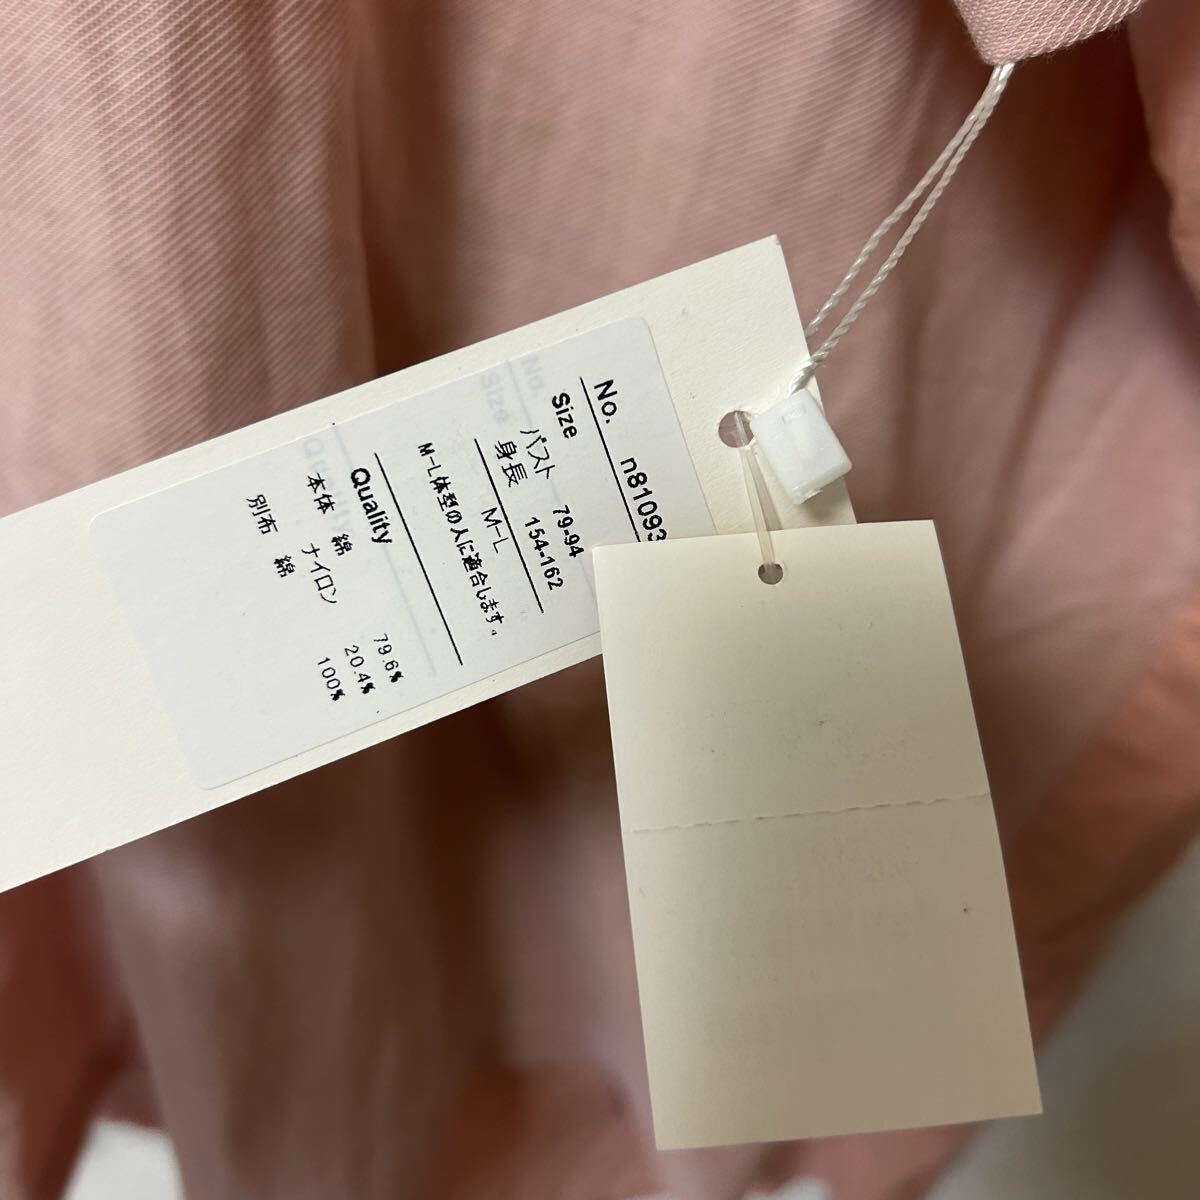 No. n81093
Size バスト 79-94
身長 154-162
M-L
M-L体型の人に適合します。
Quality
本体 綿 79.6%
ナイロン 20.4%
別布 綿 100%